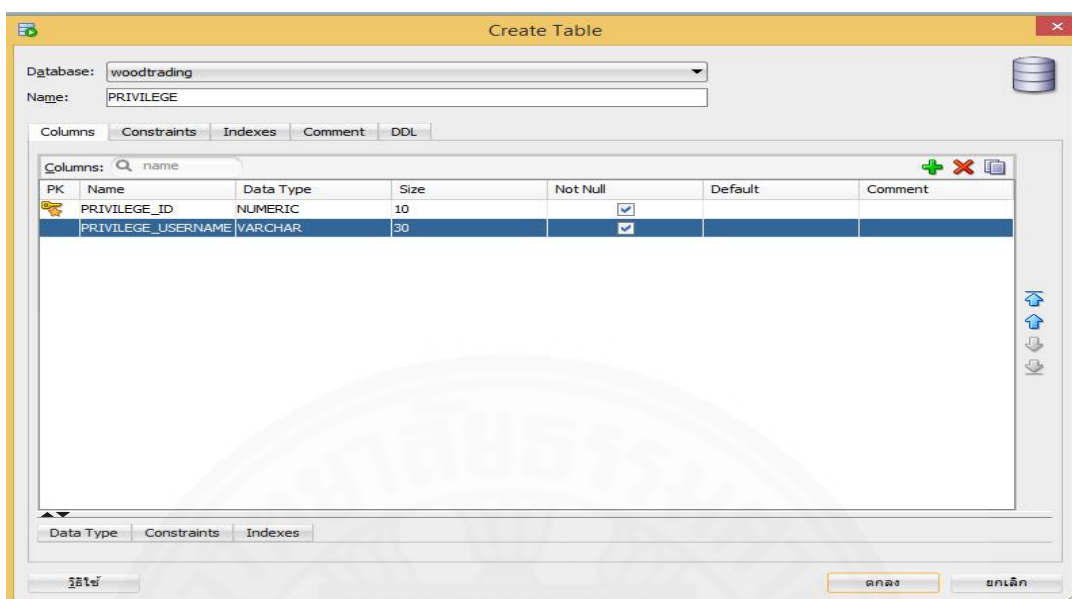 Create Table
Database: woodtrading
Name: PRIVILEGE
Columns Constraints Indexes Comment DDL
Columns: name
PK Name Data Type Size Not Null Default Comment
PRIVILEGE_ID NUMERIC 10
PRIVILEGE_USERNAME VARCHAR 30
Data Type Constraints Indexes
วิธีใช้ ตกลง ยกเลิก